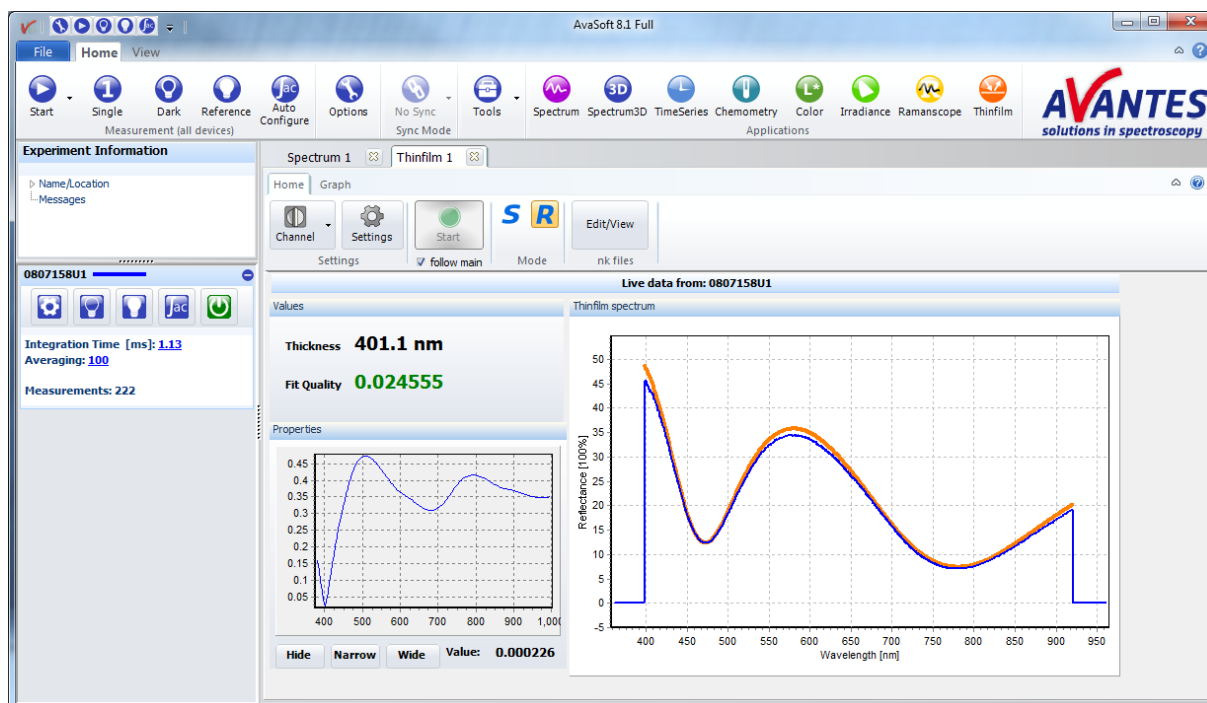 AvaSoft 8.1 Full
File Home View
Start Single Dark Reference Auto Configure Options No Sync Tools Spectrum Spectrum3D TimeSeries Chemometry Color Irradiance Ramanscope Thinfilm
Measurement (all devices) Sync Mode Applications
AVANTES
solutions in spectroscopy
Experiment Information
Name/Location
Messages
0807158U1
Integration Time [ms]: 1.13
Averaging: 100
Measurements: 222
Spectrum 1 Thinfilm 1
Home Graph
Channel Settings Start S R Edit/View
follow main
Settings Mode nk files
Live data from: 0807158U1
Values
Thickness 401.1 nm
Fit Quality 0.024555
Properties
0.45
0.4
0.35
0.3
0.25
0.2
0.15
0.1
0.05
400 500 600 700 800 900 1,00
Hide Narrow Wide Value: 0.000226
Thinfilm spectrum
Reflectance [100%]
50
45
40
35
30
25
20
15
10
5
0
-5
400 450 500 550 600 650 700 750 800 850 900 950
Wavelength [nm]